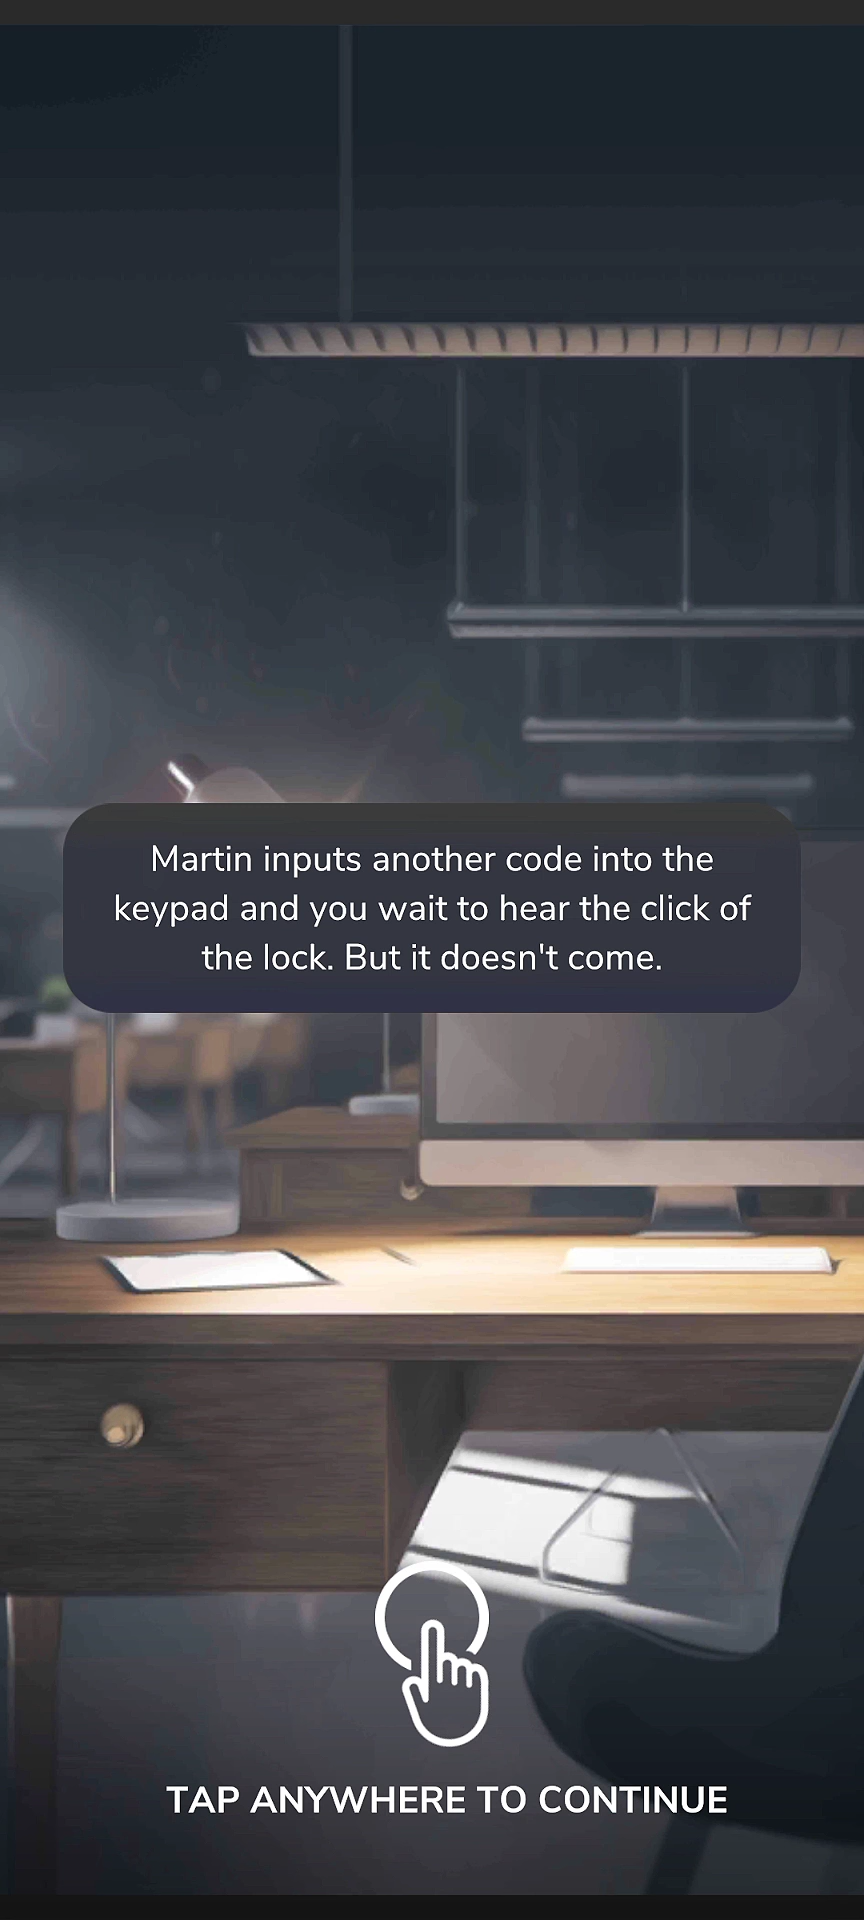 Martin inputs another code into the
keypad and you wait to hear the click of
the lock. But it doesn't come.
TAP ANYWHERE TO CONTINUE